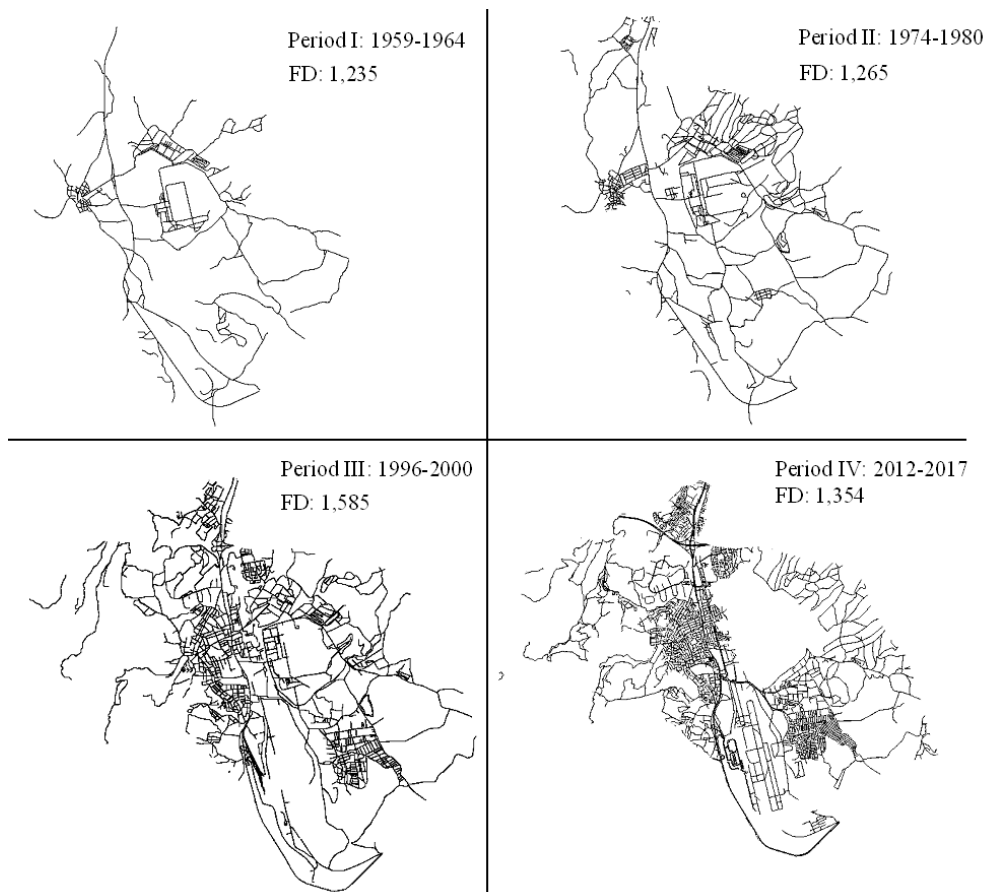 Period I: 1959-1964
FD: 1,235
Period II: 1974-1980
FD: 1,265
Period III: 1996-2000
FD: 1,585
Period IV: 2012-2017
FD: 1,354